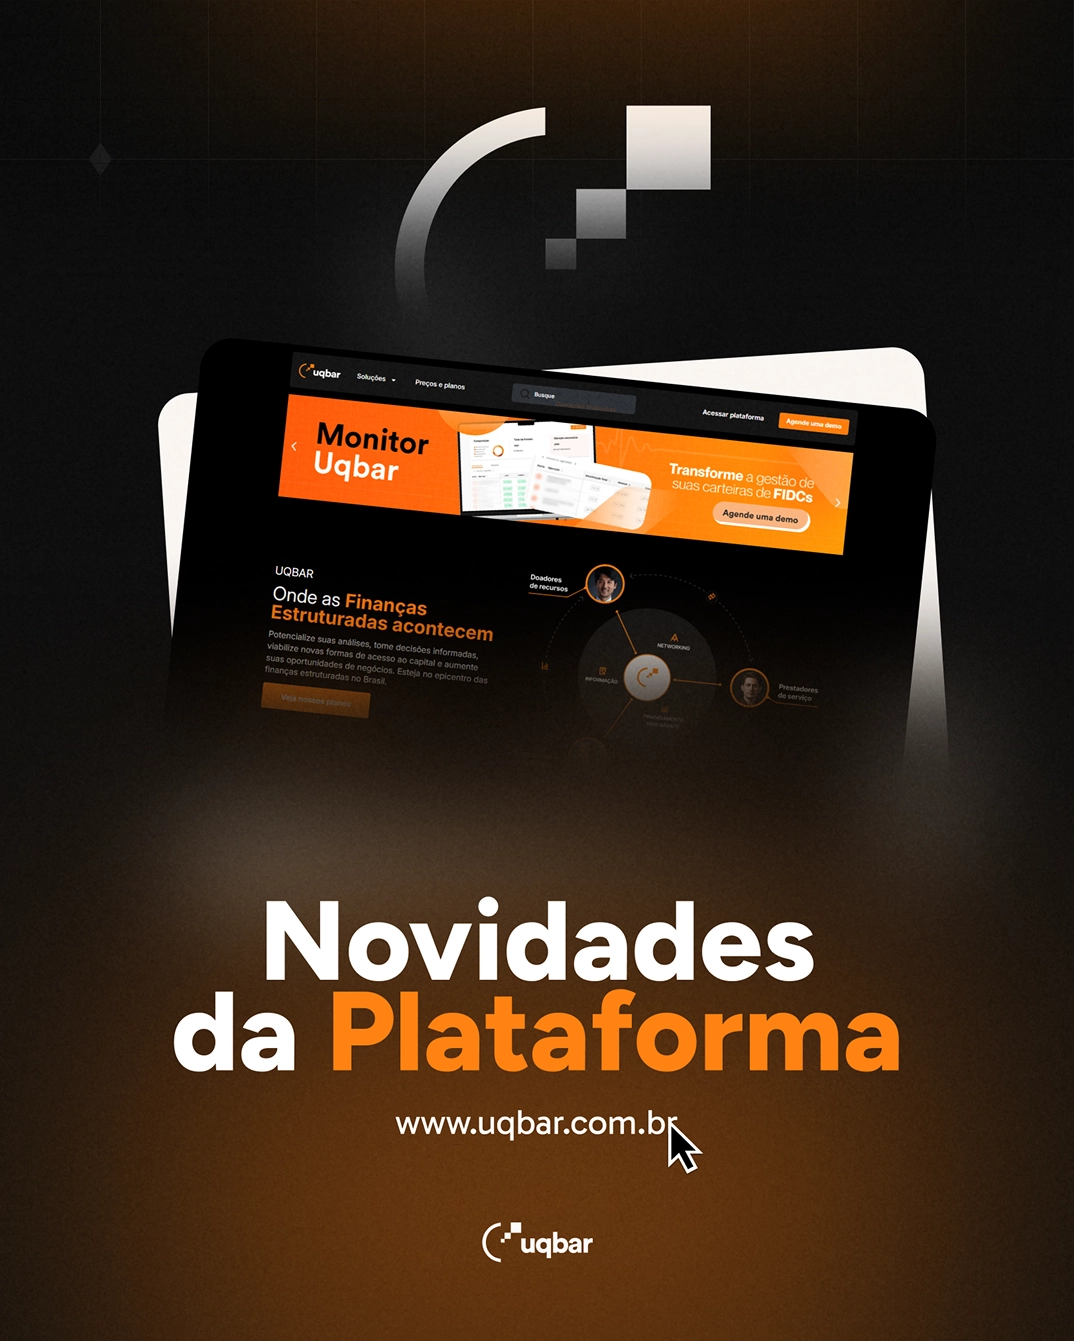 uqbar
Soluções
Preços e planos
Busque
Acessar plataforma
Agende uma demo
Monitor
Uqbar
Transforme a gestão de
suas carteiras de FIDCs
Agende uma demo
UQBAR
Onde as Finanças
Estruturadas acontecem
Potencialize suas análises, tome decisões informadas,
viabilize novas formas de acesso ao capital e aumente
suas oportunidades de negócios. Esteja no epicentro das
finanças estruturadas no Brasil.
Veja nossos planos
Doadores
de recursos
NETWORKING
INFORMAÇÃO
Prestadores
de serviço
Novidades
da Plataforma
www.uqbar.com.br
uqbar